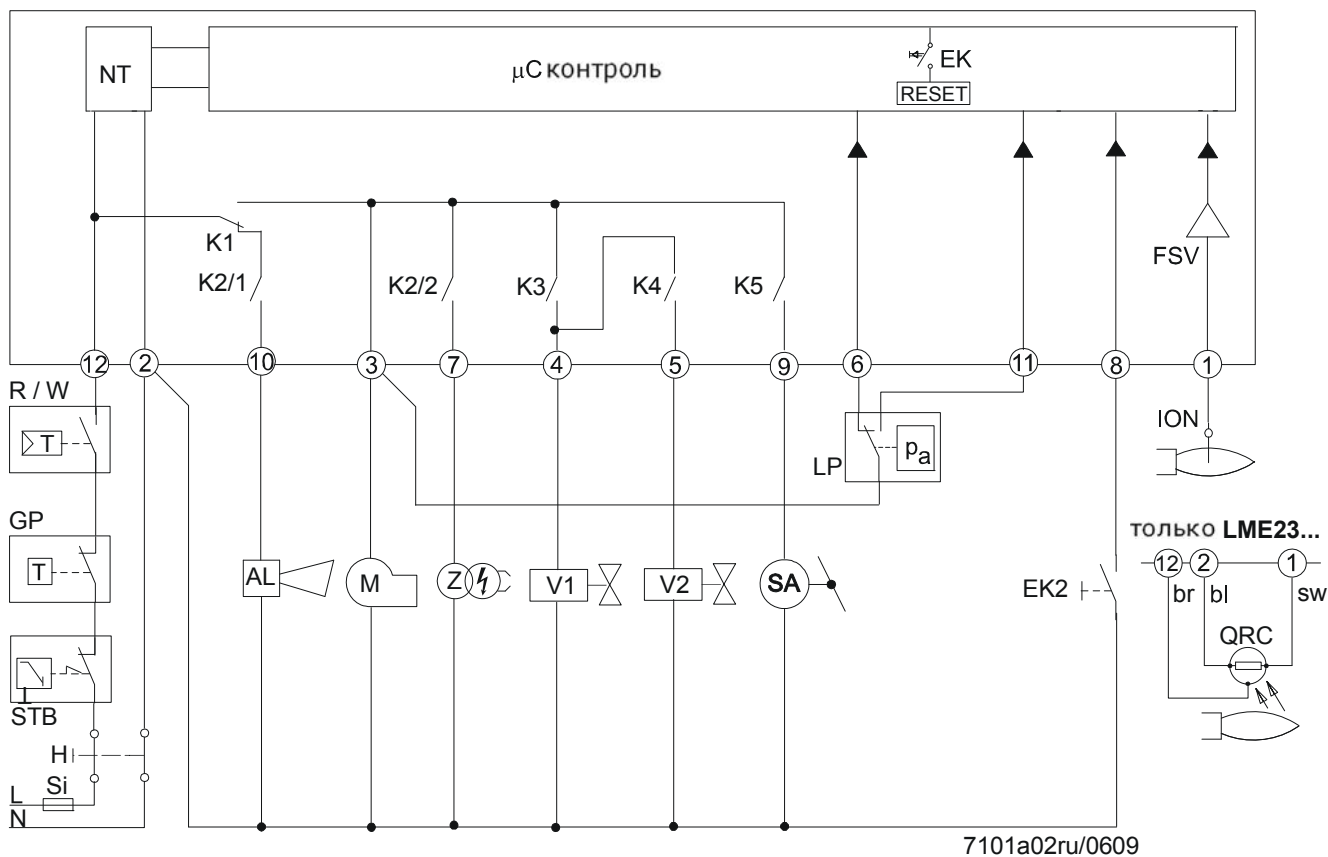 NT
µC контроль
EK
RESET
FSV
K1
K2/1
K2/2
K3
K4
K5
12
2
10
3
7
4
5
9
6
11
8
1
R / W
T
ION
LP
pa
GP
T
только LME23...
12
2
1
br
bl
sw
AL
M
Z
V1
V2
SA
EK2
QRC
STB
H
Si
L
N
7101a02ru/0609